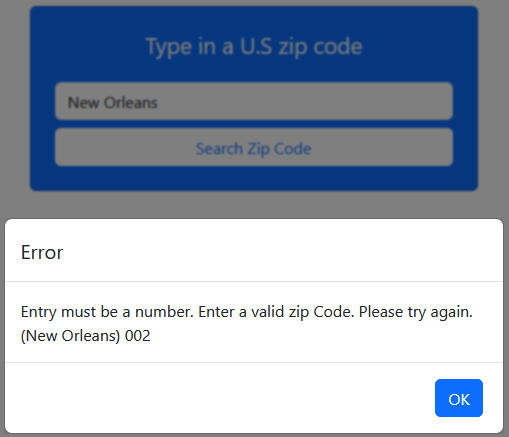 Type in a U.S zip code
New Orleans
Search Zip Code
Error
Entry must be a number. Enter a valid zip Code. Please try again.
(New Orleans) 002
OK